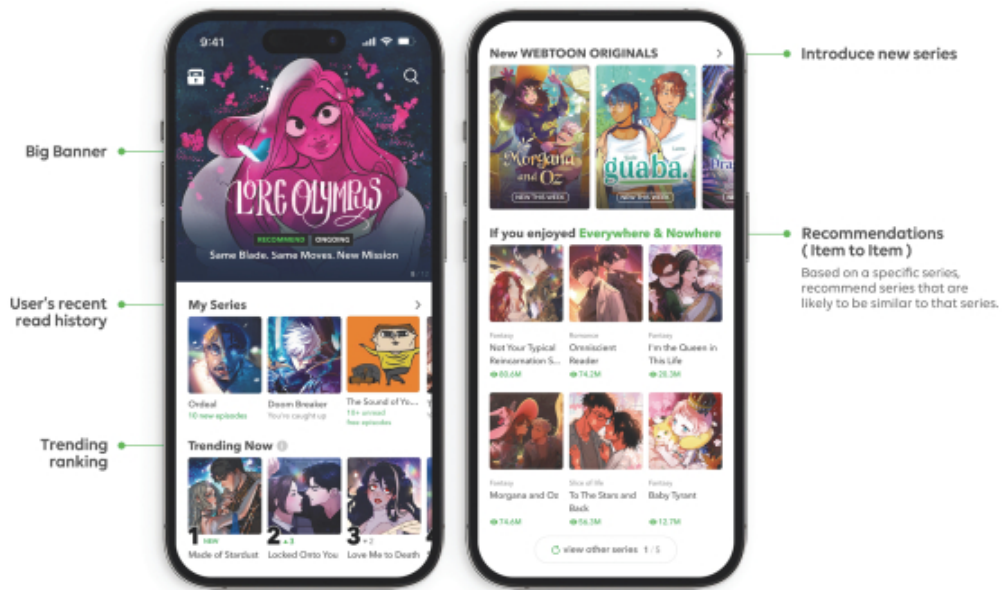 Big Banner
User's recent
read history
Trending
ranking
9:41
LORE OLYMPUS
RECOMMEND ONGOING
Same Blade. Same Moves. New Mission
My Series
Ordeal
10 new episodes
Doom Breaker
You're caught up
The Sound of Yo...
10+ unread
free episodes
Trending Now
1 NEW
Made of Stardust
2 3
Locked Onto You
3 2
Love Me to Death
New WEBTOON ORIGINALS
Morgana
and Oz
NEW THIS WEEK
guaba.
NEW THIS WEEK
If you enjoyed Everywhere & Nowhere
Fantasy
Not Your Typical
Reincarnation S...
80.6M
Romance
Omniscient
Reader
74.2M
Fantasy
I'm the Queen in
This Life
20.3M
Fantasy
Morgana and Oz
74.6M
Slice of life
To The Stars and
Back
56.3M
Fantasy
Baby Tyrant
12.7M
view other series 1 / 5
Introduce new series
Recommendations
( Item to Item )
Based on a specific series,
recommend series that are
likely to be similar to that series.